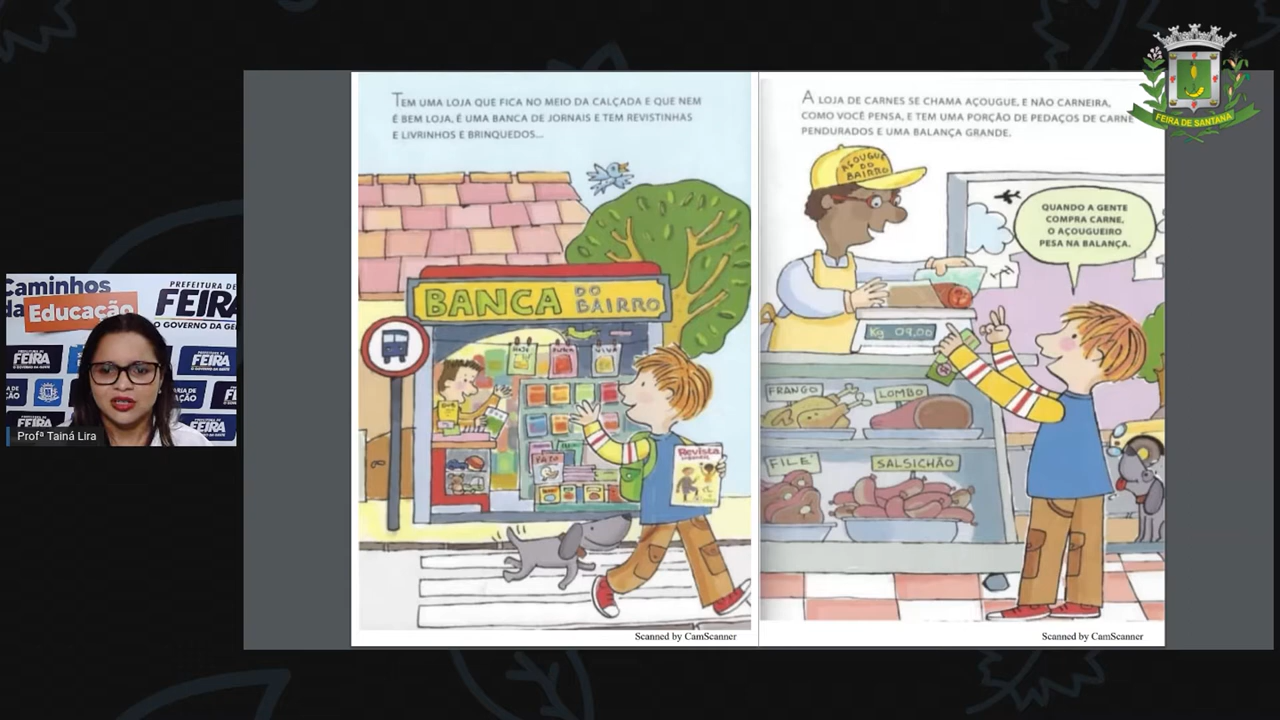 TEM UMA LOJA QUE FICA NO MEIO DA CALÇADA E QUE NEM
É BEM LOJA, É UMA BANCA DE JORNAIS E TEM REVISTINHAS
E LIVRINHOS E BRINQUEDOS...
BANCA DO BAIRRO
Revista
Scanned by CamScanner
A LOJA DE CARNES SE CHAMA AÇOUGUE, E NÃO CARNEIRA,
COMO VOCÊ PENSA, E TEM UMA PORÇÃO DE PEDAÇOS DE CARNE
PENDURADOS E UMA BALANÇA GRANDE.
AÇOUGUE
DO
BAIRRO
QUANDO A GENTE
COMPRA CARNE,
O AÇOUGUEIRO
PESA NA BALANÇA.
Kg 09,00
FRANGO
LOMBO
FILÉ
SALSICHÃO
Scanned by CamScanner
FEIRA DE SANTANA
Caminhos
da Educação
PREFEITURA DE
FEIRA
O GOVERNO DA GE
FEIRA
FEIRA
FEIRA
Profª Tainá Lira